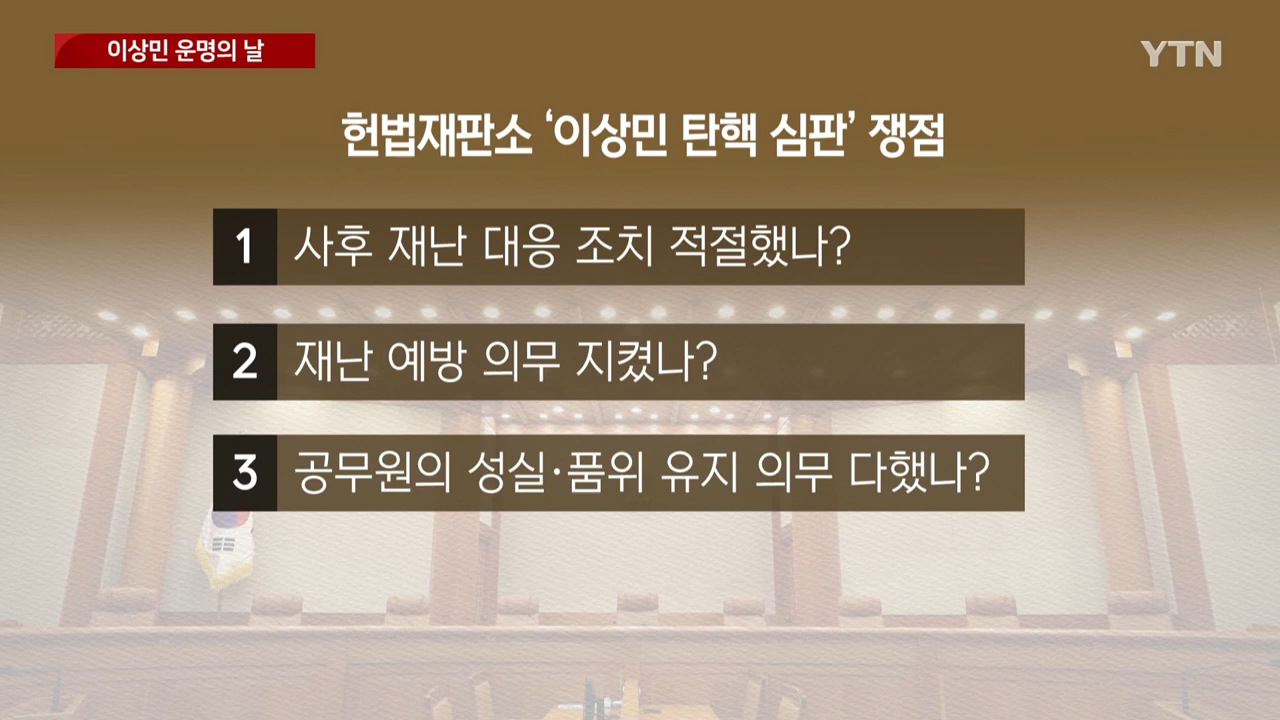 이상민 운명의 날
YTN
헌법재판소 ‘이상민 탄핵 심판’ 쟁점
1 사후 재난 대응 조치 적절했나?
2 재난 예방 의무 지켰나?
3 공무원의 성실·품위 유지 의무 다했나?